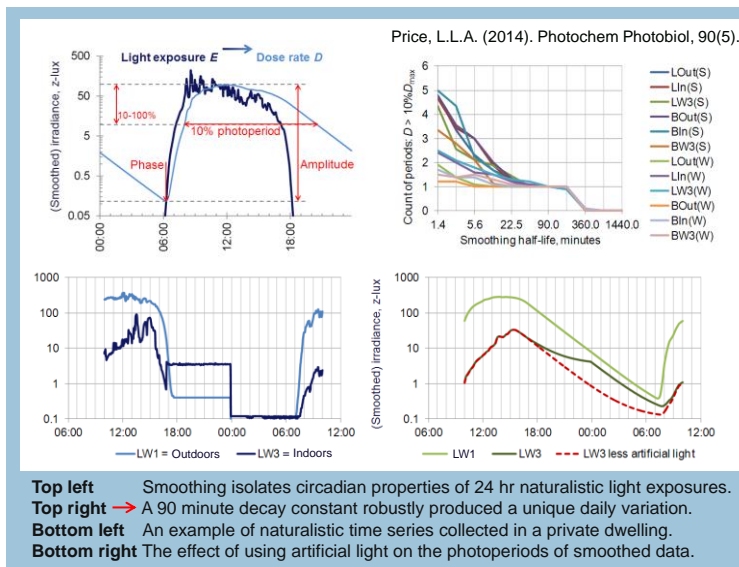 Price, L.L.A. (2014). Photochem Photobiol, 90(5).
(Smoothed) irradiance, z-lux
500
50
5
0.5
0.05
Light exposure E → Dose rate D
10-100%
10% photoperiod
Phase
Amplitude
00:00
06:00
12:00
18:00
Count of periods: D > 10%Dmax
6
5
4
3
2
1
0
1.4
5.6
22.5
90.0
360.0
1440.0
Smoothing half-life, minutes
LOut(S)
LIn(S)
LW3(S)
BOut(S)
BIn(S)
BW3(S)
LOut(W)
LIn(W)
LW3(W)
BOut(W)
BIn(W)
BW3(W)
1000
100
10
1
0.1
06:00
12:00
18:00
00:00
06:00
12:00
LW1 = Outdoors
LW3 = Indoors
(Smoothed) irradiance, z-lux
1000
100
10
1
0.1
06:00
12:00
18:00
00:00
06:00
12:00
LW1
LW3
LW3 less artificial light
Top left Smoothing isolates circadian properties of 24 hr naturalistic light exposures.
Top right → A 90 minute decay constant robustly produced a unique daily variation.
Bottom left An example of naturalistic time series collected in a private dwelling.
Bottom right The effect of using artificial light on the photoperiods of smoothed data.